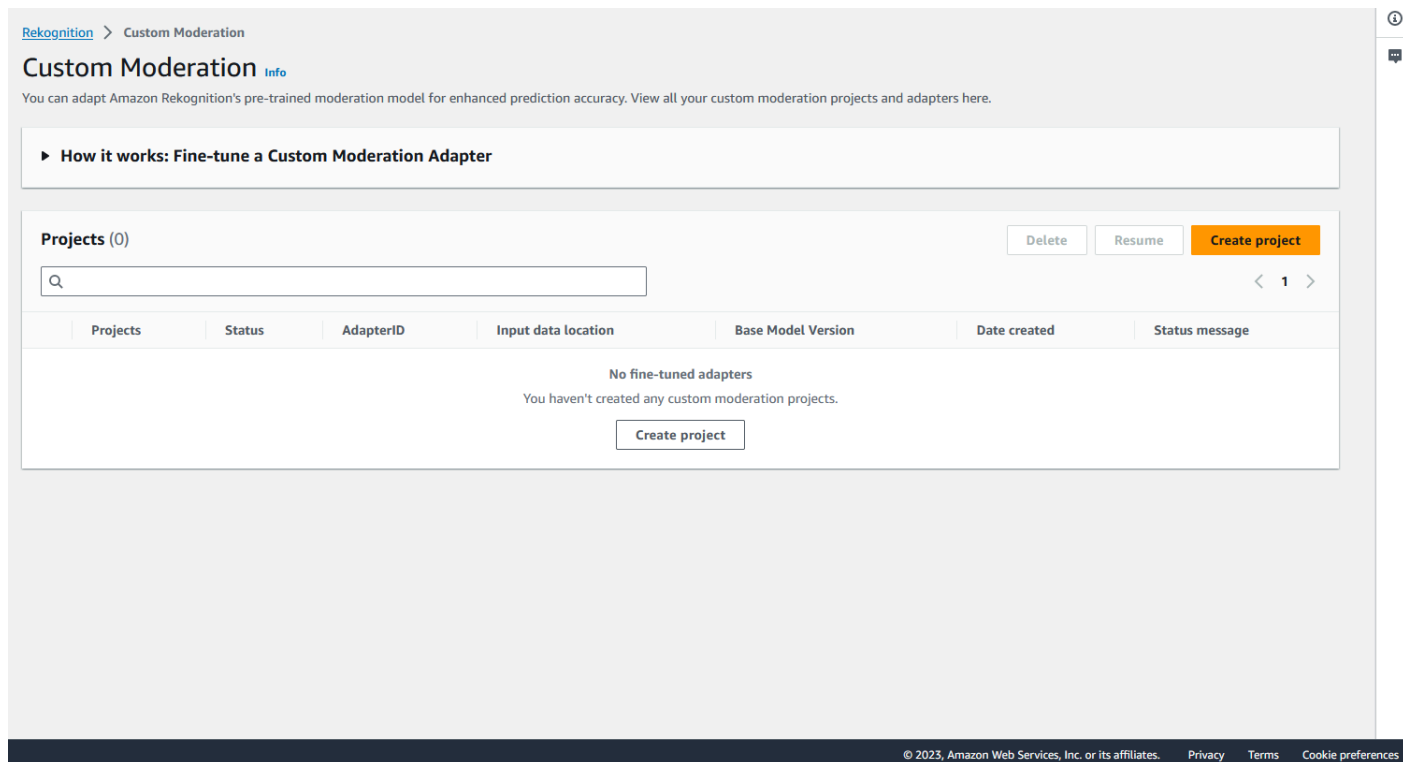 Rekognition > Custom Moderation
Custom Moderation Info
You can adapt Amazon Rekognition's pre-trained moderation model for enhanced prediction accuracy. View all your custom moderation projects and adapters here.
How it works: Fine-tune a Custom Moderation Adapter
Projects (0) Delete Resume Create project
1
Projects Status AdapterID Input data location Base Model Version Date created Status message
No fine-tuned adapters
You haven't created any custom moderation projects.
Create project
© 2023, Amazon Web Services, Inc. or its affiliates. Privacy Terms Cookie preferences